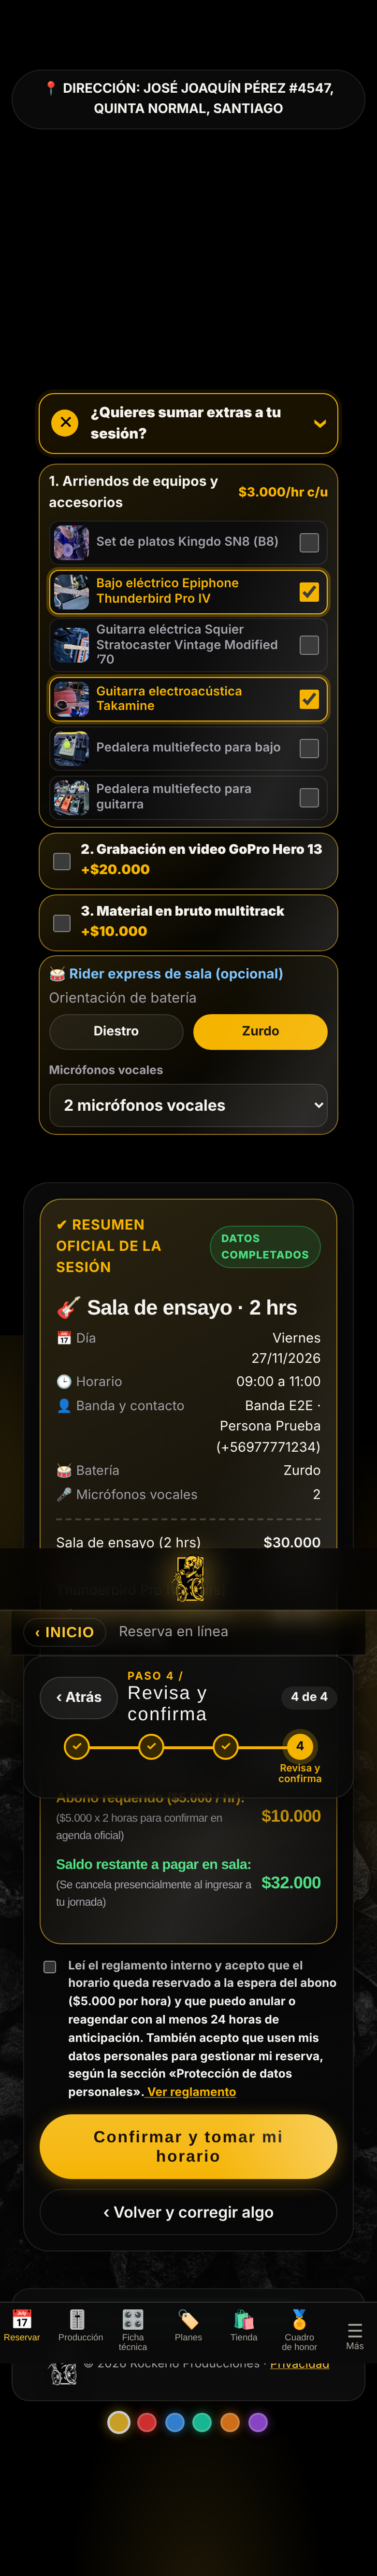 📍 DIRECCIÓN: JOSÉ JOAQUÍN PÉREZ #4547,
QUINTA NORMAL, SANTIAGO
¿Quieres sumar extras a tu
sesión?
1. Arriendos de equipos y
accesorios
$3.000/hr c/u
Set de platos Kingdo SN8 (B8)
Bajo eléctrico Epiphone
Thunderbird Pro IV
Guitarra eléctrica Squier
Stratocaster Vintage Modified
'70
Guitarra electroacústica
Takamine
Pedalera multiefecto para bajo
Pedalera multiefecto para
guitarra
2. Grabación en video GoPro Hero 13
+$20.000
3. Material en bruto multitrack
+$10.000
🥁 Rider express de sala (opcional)
Orientación de batería
Diestro Zurdo
Micrófonos vocales
2 micrófonos vocales
✔ RESUMEN
OFICIAL DE LA
SESIÓN
DATOS
COMPLETADOS
🎸 Sala de ensayo · 2 hrs
📅 Día Viernes
27/11/2026
🕒 Horario 09:00 a 11:00
👤 Banda y contacto Banda E2E ·
Persona Prueba
(+56977771234)
🥁 Batería Zurdo
🎤 Micrófonos vocales 2
Sala de ensayo (2 hrs) $30.000
Thunderbird Pro
‹ INICIO Reserva en línea
‹ Atrás
PASO 4 /
Revisa y
confirma
4 de 4
4
Revisa y
confirma
Abono requerido ($5.000 / hr):
($5.000 x 2 horas para confirmar en
agenda oficial)
$10.000
Saldo restante a pagar en sala:
(Se cancela presencialmente al ingresar a
tu jornada)
$32.000
Leí el reglamento interno y acepto que el
horario queda reservado a la espera del abono
($5.000 por hora) y que puedo anular o
reagendar con al menos 24 horas de
anticipación. También acepto que usen mis
datos personales para gestionar mi reserva,
según la sección «Protección de datos
personales». Ver reglamento
Confirmar y tomar mi
horario
‹ Volver y corregir algo
Reservar
Producción
Ficha
técnica
Planes
Tienda
Cuadro
de honor
Más
© 2026 Rockerío Producciones · Privacidad